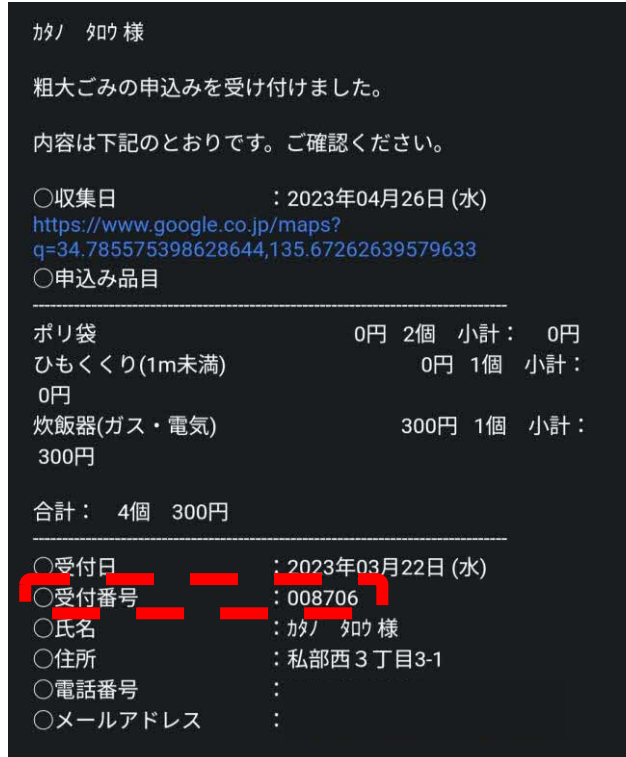 ｶﾀﾉ　ﾀﾛｳ 様
粗大ごみの申込みを受け付けました。
内容は下記のとおりです。ご確認ください。
○収集日　　　　　　　：2023年04月26日 (水)
https://www.google.co.jp/maps?
q=34.785575398628644,135.67262639579633
○申込み品目
------------------------------------------------------------
ポリ袋　　　　　　　　　　　　0円 2個　小計：　0円
ひもくくり(1m未満)　　　　　　　　　0円 1個　小計：
0円
炊飯器(ガス・電気)　　　　　　　　300円 1個　小計：
300円
合計：　4個　300円
------------------------------------------------------------
○受付日　　　　　　　：2023年03月22日 (水)
○受付番号　　　　　　：008706
○氏名　　　　　　　　：ｶﾀﾉ　ﾀﾛｳ 様
○住所　　　　　　　　：私部西３丁目3-1
○電話番号　　　　　　：
○メールアドレス　　　：